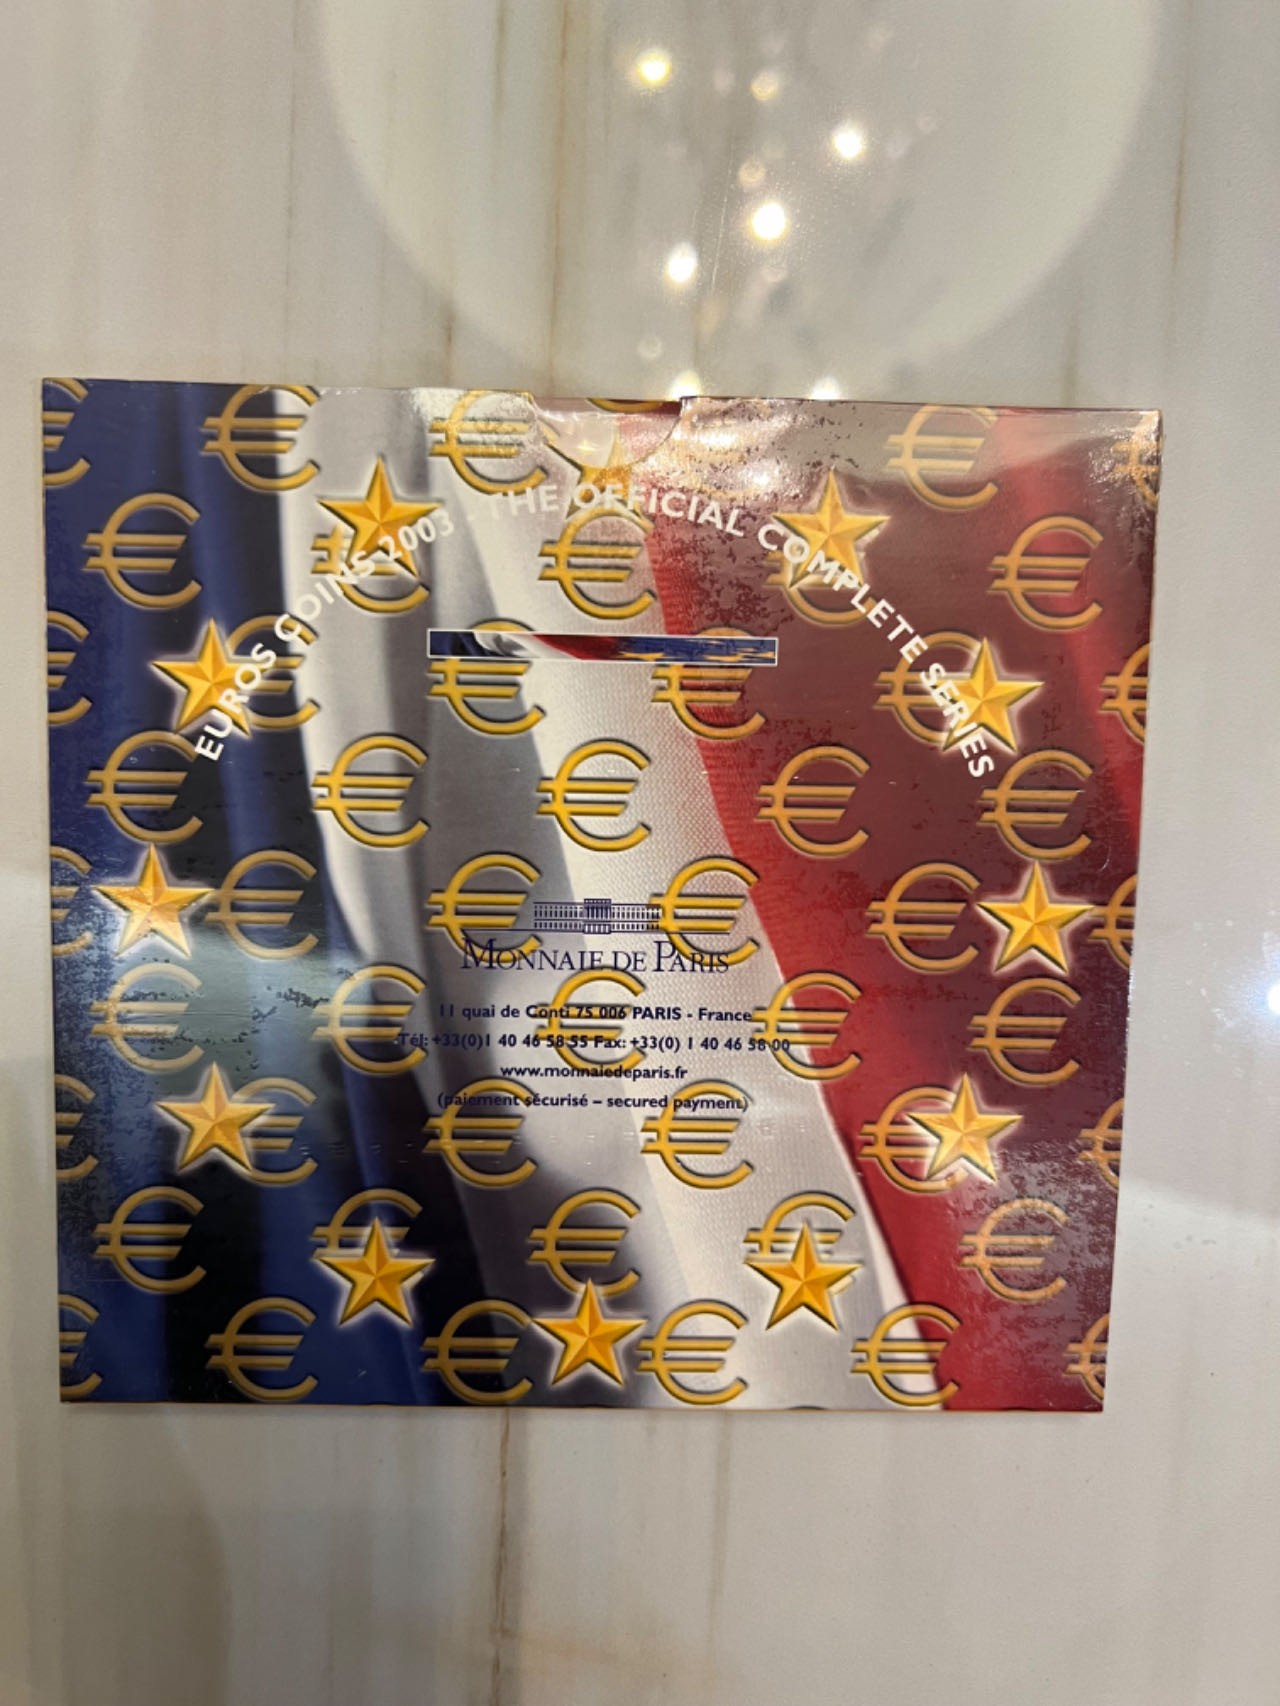 EUROS COINS 2003 - THE OFFICIAL COMPLETE SERIES
MONNAIE DE PARIS
11 quai de Conti 75 006 PARIS - France
Tél: +33(0)1 40 46 58 55 Fax: +33(0) 1 40 46 58 00
www.monnaiedeparis.fr
(paiement sécurisé – secured payment)